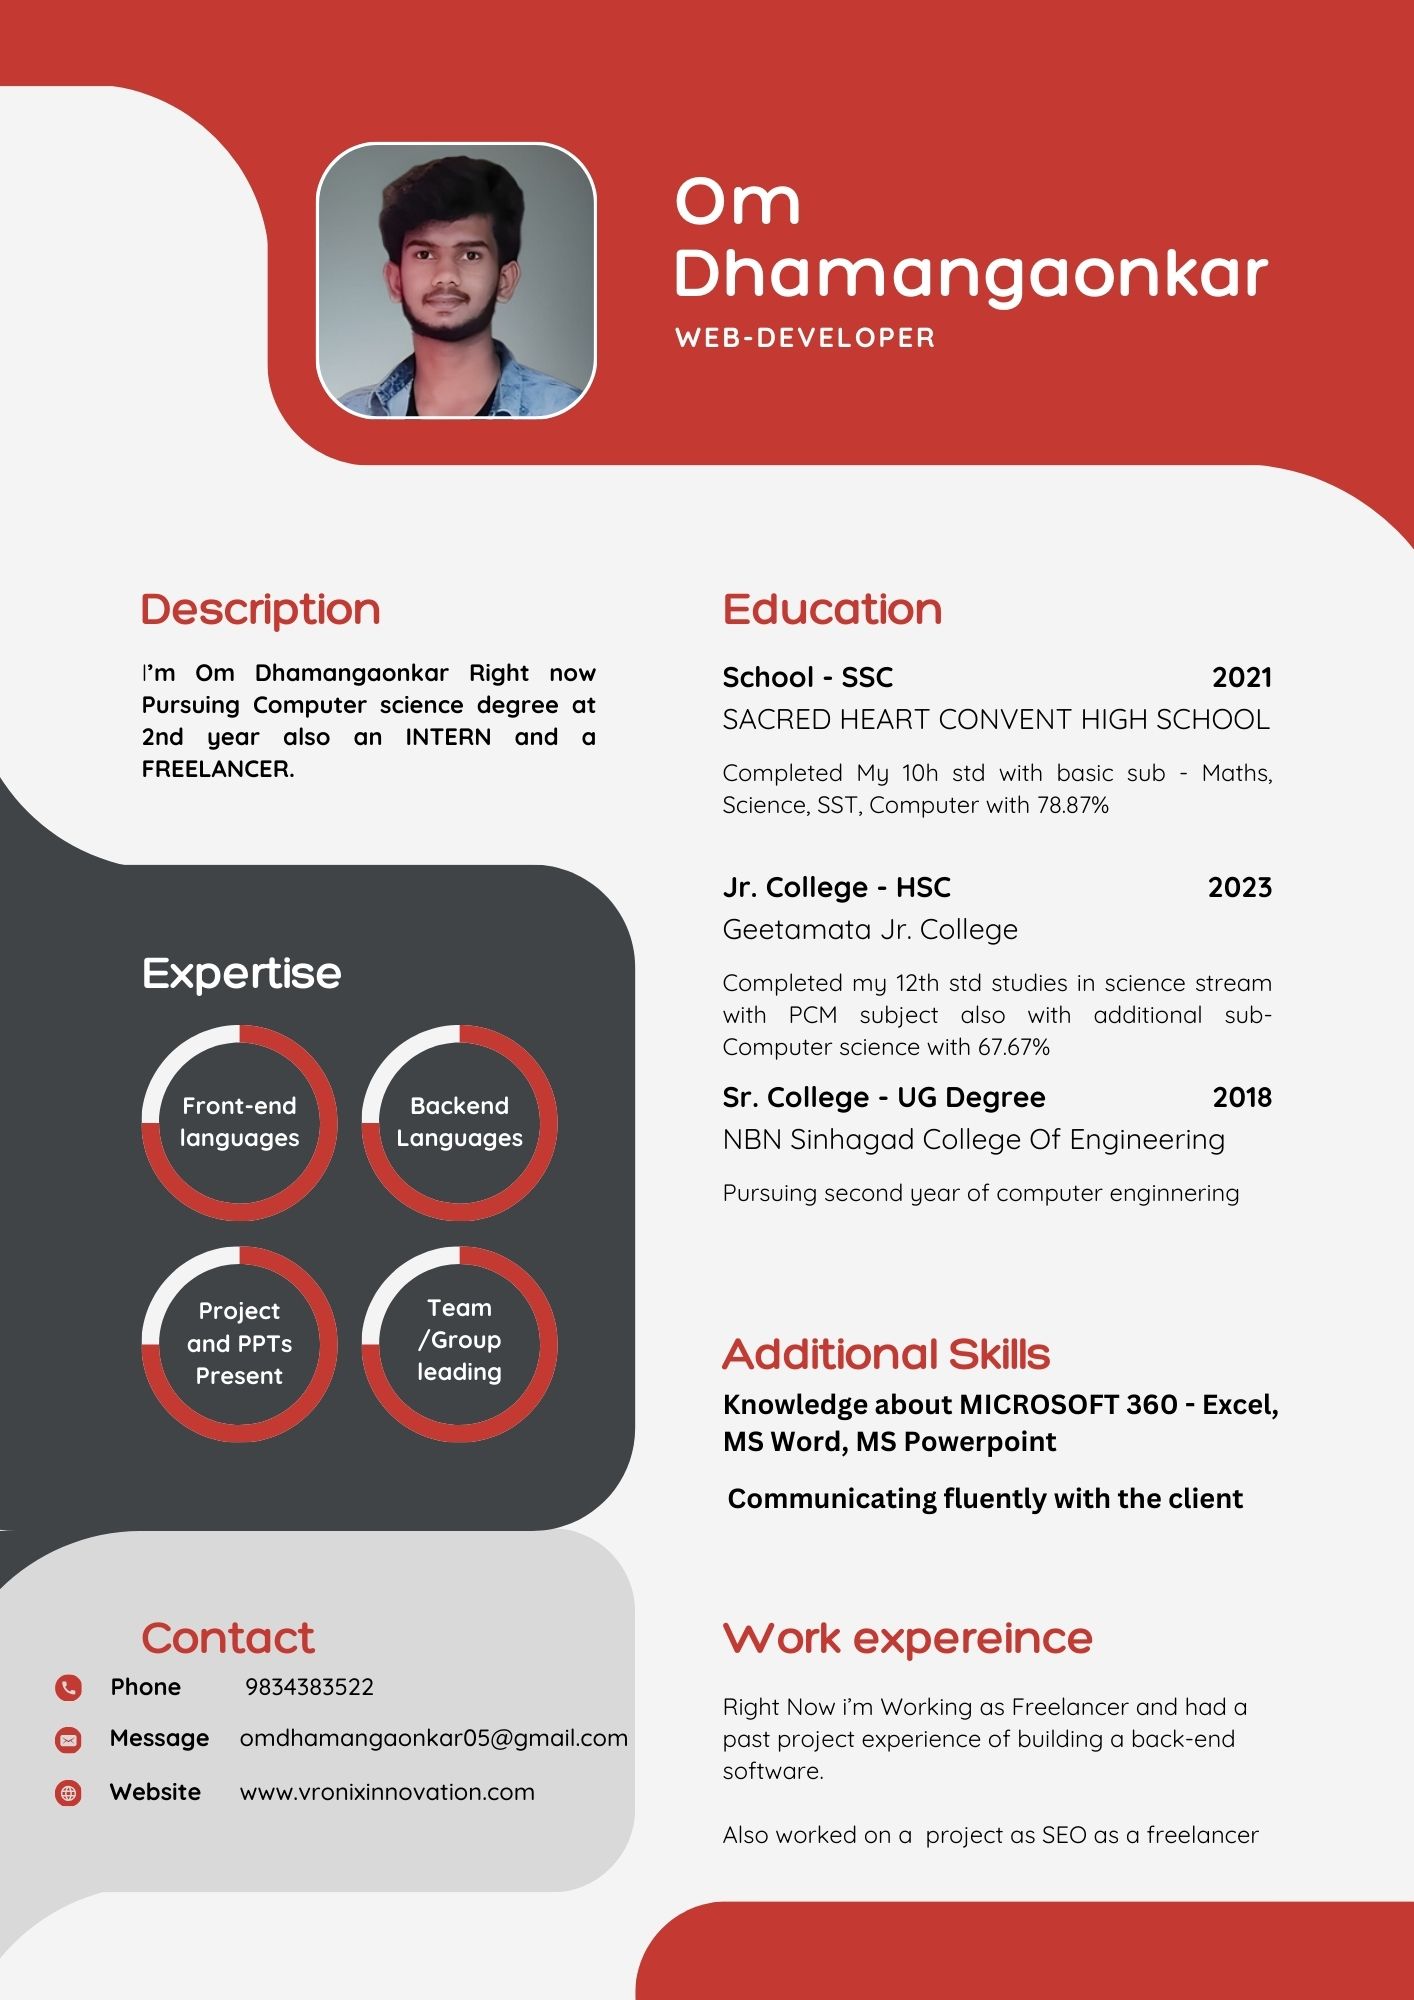 Om
Dhamangaonkar
WEB-DEVELOPER
Description
I'm Om Dhamangaonkar Right now
Pursuing Computer science degree at
2nd year also an INTERN and a
FREELANCER.
Expertise
Front-end
languages
Backend
Languages
Project
and PPTs
Present
Team
/Group
leading
Contact
Phone 9834383522
Message omdhamangaonkar05@gmail.com
Website www.vronixinnovation.com
Education
School - SSC 2021
SACRED HEART CONVENT HIGH SCHOOL
Completed My 10h std with basic sub - Maths,
Science, SST, Computer with 78.87%
Jr. College - HSC 2023
Geetamata Jr. College
Completed my 12th std studies in science stream
with PCM subject also with additional sub-
Computer science with 67.67%
Sr. College - UG Degree 2018
NBN Sinhagad College Of Engineering
Pursuing second year of computer enginnering
Additional Skills
Knowledge about MICROSOFT 360 - Excel,
MS Word, MS Powerpoint
Communicating fluently with the client
Work expereince
Right Now i'm Working as Freelancer and had a
past project experience of building a back-end
software.
Also worked on a project as SEO as a freelancer